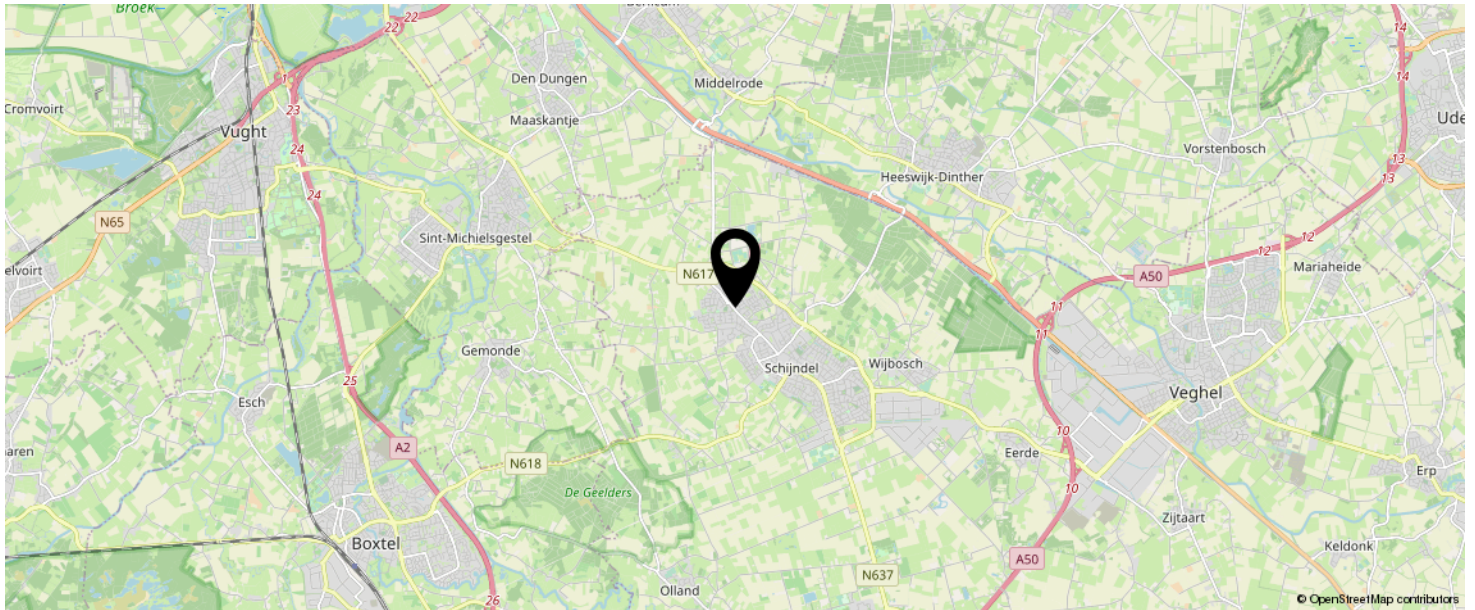 Broek
22
22
Den Dungen
Middelrode
14
14
Ude
1
23
Cromvoirt
Maaskantje
Vught
24
Vorstenbosch
13
13
Heeswijk-Dinther
24
N65
Sint-Michielsgestel
12
12
Mariaheide
elvoirt
N617
A50
11
11
Gemonde
Schijndel
Wijbosch
25
Esch
Veghel
10
A2
Eerde
aren
N618
Erp
De Geelders
10
Zijtaart
Boxtel
Keldonk
A50
N637
Olland
26
© OpenStreetMap contributors